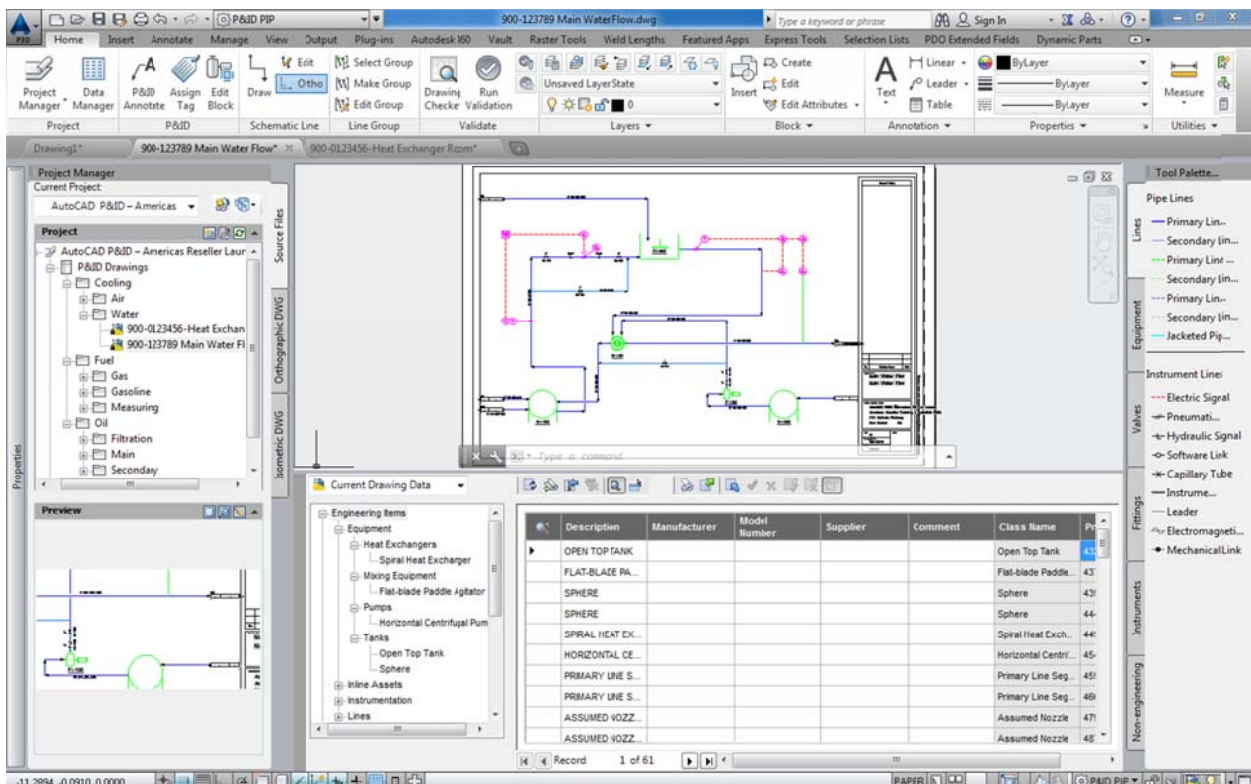 P&ID PIP
900-123789 Main WaterFlow.dwg
Type a keyword or phrase
Sign In
P3D
Home Insert Annotate Manage View Output Plug-ins Autodesk 360 Vault Raster Tools Weld Lengths Featured Apps Express Tools Selection Lists PDO Extended Fields Dynamic Parts
Project Manager
Data Manager
P&ID Annotate
Assign Tag
Edit Block
Draw
Edit
Ortho
Select Group
Make Group
Edit Group
Drawing Checker
Run Validation
Unsaved Layer State
0
Insert
Create
Edit
Edit Attributes
Text
Linear
Leader
Table
ByLayer
ByLayer
ByLayer
Measure
Project P&ID Schematic Line Line Group Validate Layers Block Annotation Properties Utilities
Drawing1*
900-123789 Main Water Flow*
900-0123456-Heat Exchanger Room*
Project Manager
Current Project:
AutoCAD P&ID – Americas
Project
AutoCAD P&ID – Americas Reseller Laur
P&ID Drawings
Cooling
Air
Water
900-0123456-Heat Exchan
900-123789 Main Water Fl
Fuel
Gas
Gasoline
Measuring
Oil
Filtration
Main
Secondary
Source Files
Orthographic DWG
Isometric DWG
Properties
Preview
Type a command
Current Drawing Data
Engineering Items
Equipment
Heat Exchangers
Spiral Heat Exchanger
Mixing Equipment
Flat-blade Paddle Agitator
Pumps
Horizontal Centrifugal Pum
Tanks
Open Top Tank
Sphere
Inline Assets
Instrumentation
Lines
Description Manufacturer Model Number Supplier Comment Class Name Pr
OPEN TOP TANK Open Top Tank
FLAT-BLADE PA... Flat-blade Paddle...
SPHERE Sphere
SPHERE Sphere
SPIRAL HEAT EX... Spiral Heat Exch...
HORIZONTAL CE... Horizontal Centrif...
PRIMARY LINE S... Primary Line Seg...
PRIMARY LINE S... Primary Line Seg...
ASSUMED NOZZ... Assumed Nozzle
ASSUMED NOZZ... Assumed Nozzle
Record 1 of 61
Tool Palette...
Pipe Lines
Primary Lin...
Secondary Lin...
Primary Line ...
Secondary Lin...
Primary Lin...
Secondary Lin...
Jacketed Pip...
Instrument Lines
Electric Signal
Pneumati...
Hydraulic Signal
Software Link
Capillary Tube
Instrume...
Leader
Electromagneti...
Mechanical Link
Lines
Equipment
Valves
Fittings
Instruments
Non-engineering
-11.2894, -0.0910, 0.0000
PAPER
P&ID PIP